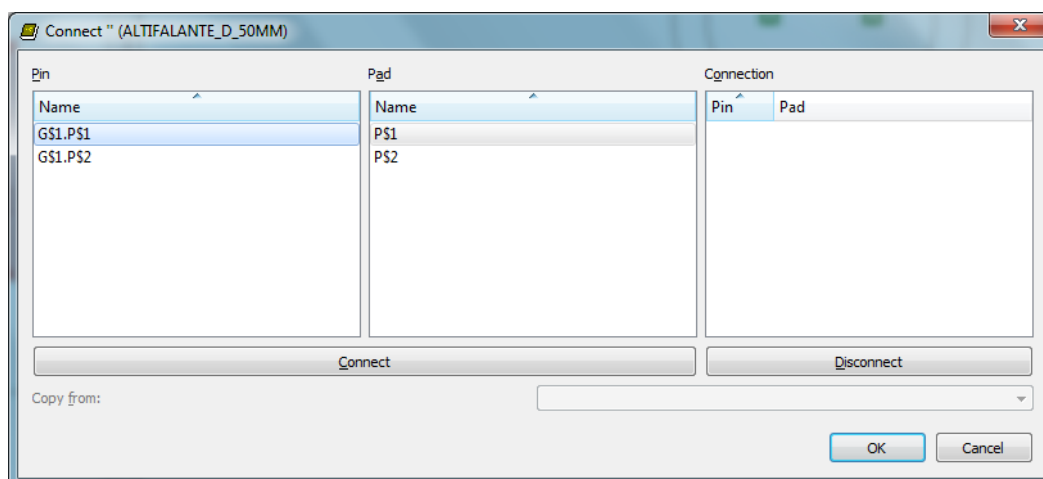 Connect '' (ALTIFALANTE_D_50MM)
Pin Pad Connection
Name Name Pin Pad
G$1.P$1 P$1
G$1.P$2 P$2
Connect Disconnect
Copy from:
OK Cancel